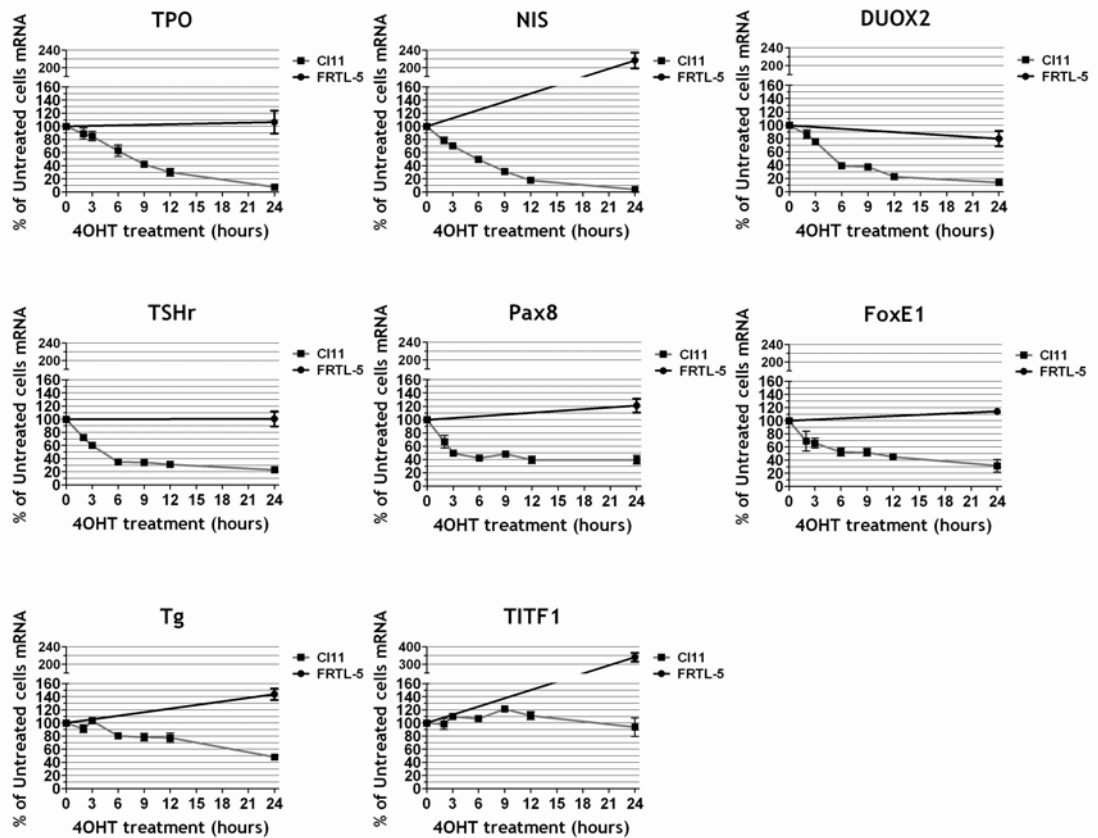 TPO
% of Untreated cells mRNA
240
200
160
140
120
100
80
60
40
20
0
0 3 6 9 12 15 18 21 24
4OHT treatment (hours)
Cl11
FRTL-5
NIS
% of Untreated cells mRNA
240
200
160
140
120
100
80
60
40
20
0
0 3 6 9 12 15 18 21 24
4OHT treatment (hours)
Cl11
FRTL-5
DUOX2
% of Untreated cells mRNA
240
200
160
140
120
100
80
60
40
20
0
0 3 6 9 12 15 18 21 24
4OHT treatment (hours)
Cl11
FRTL-5
TSHr
% of Untreated cells mRNA
240
200
160
140
120
100
80
60
40
20
0
0 3 6 9 12 15 18 21 24
4OHT treatment (hours)
Cl11
FRTL-5
Pax8
% of Untreated cells mRNA
240
200
160
140
120
100
80
60
40
20
0
0 3 6 9 12 15 18 21 24
4OHT treatment (hours)
Cl11
FRTL-5
FoxE1
% of Untreated cells mRNA
240
200
160
140
120
100
80
60
40
20
0
0 3 6 9 12 15 18 21 24
4OHT treatment (hours)
Cl11
FRTL-5
Tg
% of Untreated cells mRNA
240
200
160
140
120
100
80
60
40
20
0
0 3 6 9 12 15 18 21 24
4OHT treatment (hours)
Cl11
FRTL-5
TITF1
% of Untreated cells mRNA
400
300
160
140
120
100
80
60
40
20
0
0 3 6 9 12 15 18 21 24
4OHT treatment (hours)
Cl11
FRTL-5